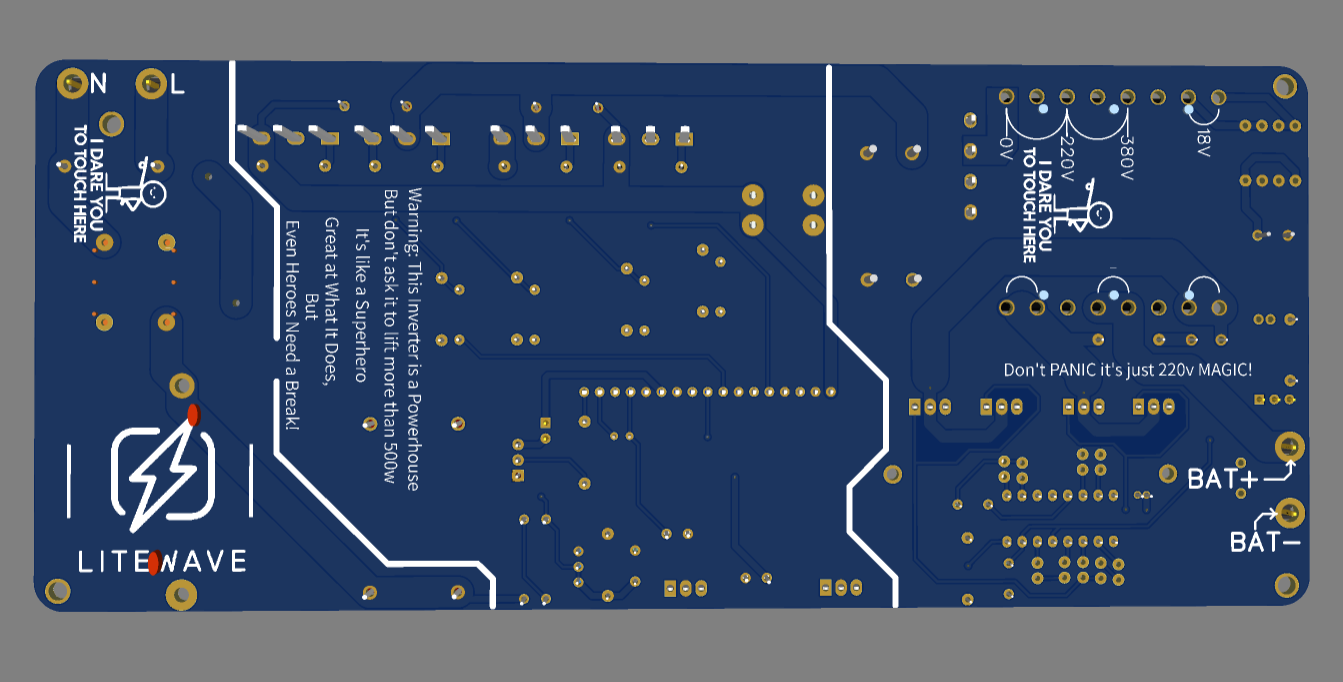 N
L
I DARE YOU
TO TOUCH HERE
Warning: This Inverter is a Powerhouse
But don't ask it to lift more than 500w
It's like a Superhero
Great at What It Does,
But
Even Heroes Need a Break!
LITEWAVE
0V
220V
380V
18V
I DARE YOU
TO TOUCH HERE
Don't PANIC it's just 220v MAGIC!
BAT+
BAT-